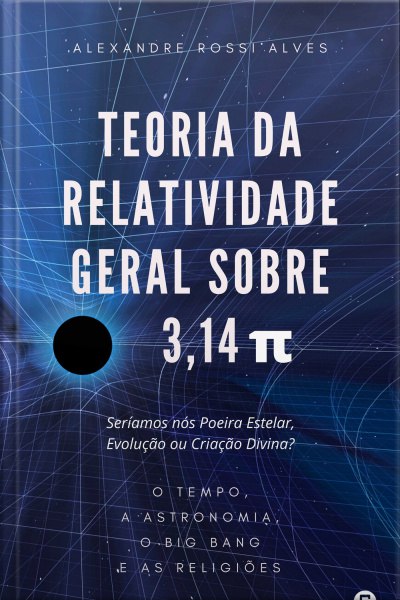 ALEXANDRE ROSSI ALVES
TEORIA DA
RELATIVIDADE
GERAL SOBRE
3,14 π
Seríamos nós Poeira Estelar,
Evolução ou Criação Divina?
O TEMPO,
A ASTRONOMIA,
O BIG BANG
E AS RELIGIÕES